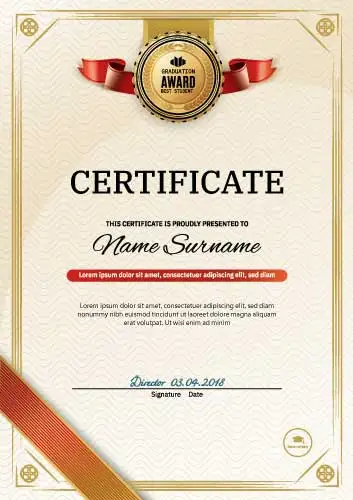 GRADUATION
AWARD
BEST STUDENT
CERTIFICATE
THIS CERTIFICATE IS PROUDLY PRESENTED TO
Name Surname
Lorem ipsum dolor sit amet, consectetuer adipiscing elit, sed diam
Lorem ipsum dolor sit amet, consectetuer adipiscing elit, sed diam
nonummy nibh euismod tincidunt ut laoreet dolore magna aliquam
erat volutpat. Ut wisi enim ad minim
Director 03.04.2018
Signature Date